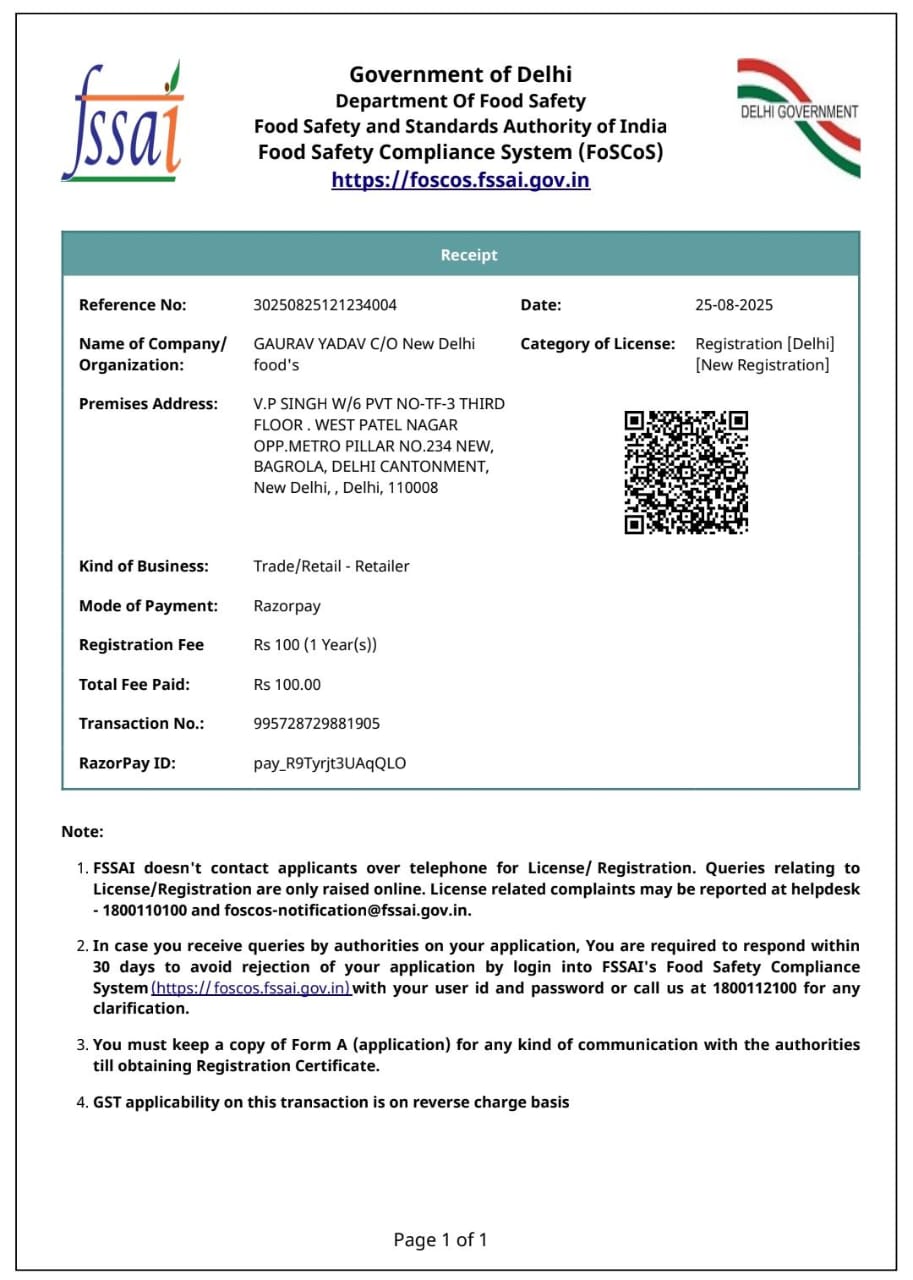 fssai
Government of Delhi
Department Of Food Safety
Food Safety and Standards Authority of India
Food Safety Compliance System (FoSCoS)
https://foscos.fssai.gov.in
DELHI GOVERNMENT
Receipt
Reference No: 30250825121234004 Date: 25-08-2025
Name of Company/ GAURAV YADAV C/O New Delhi Category of License: Registration [Delhi]
Organization: food's [New Registration]
Premises Address: V.P SINGH W/6 PVT NO-TF-3 THIRD
FLOOR . WEST PATEL NAGAR
OPP.METRO PILLAR NO.234 NEW,
BAGROLA, DELHI CANTONMENT,
New Delhi, , Delhi, 110008
Kind of Business: Trade/Retail - Retailer
Mode of Payment: Razorpay
Registration Fee Rs 100 (1 Year(s))
Total Fee Paid: Rs 100.00
Transaction No.: 995728729881905
RazorPay ID: pay_R9Tyrjt3UAqQLO
Note:
1. FSSAI doesn't contact applicants over telephone for License/ Registration. Queries relating to
License/Registration are only raised online. License related complaints may be reported at helpdesk
- 1800110100 and foscos-notification@fssai.gov.in.
2. In case you receive queries by authorities on your application, You are required to respond within
30 days to avoid rejection of your application by login into FSSAI's Food Safety Compliance
System (https://foscos.fssai.gov.in) with your user id and password or call us at 1800112100 for any
clarification.
3. You must keep a copy of Form A (application) for any kind of communication with the authorities
till obtaining Registration Certificate.
4. GST applicability on this transaction is on reverse charge basis
Page 1 of 1